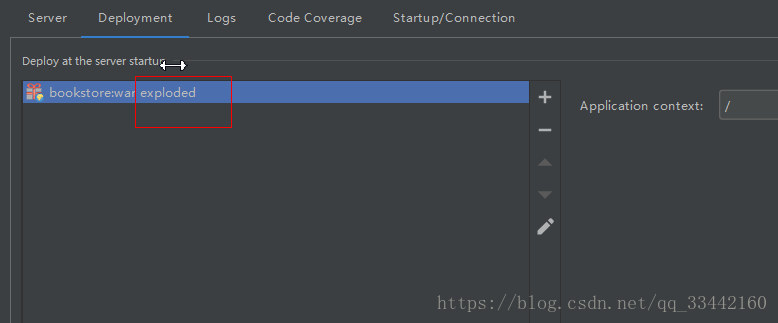 Server Deployment Logs Code Coverage Startup/Connection
Deploy at the server startup
bookstore:war exploded
Application context: /
https://blog.csdn.net/qq_33442160